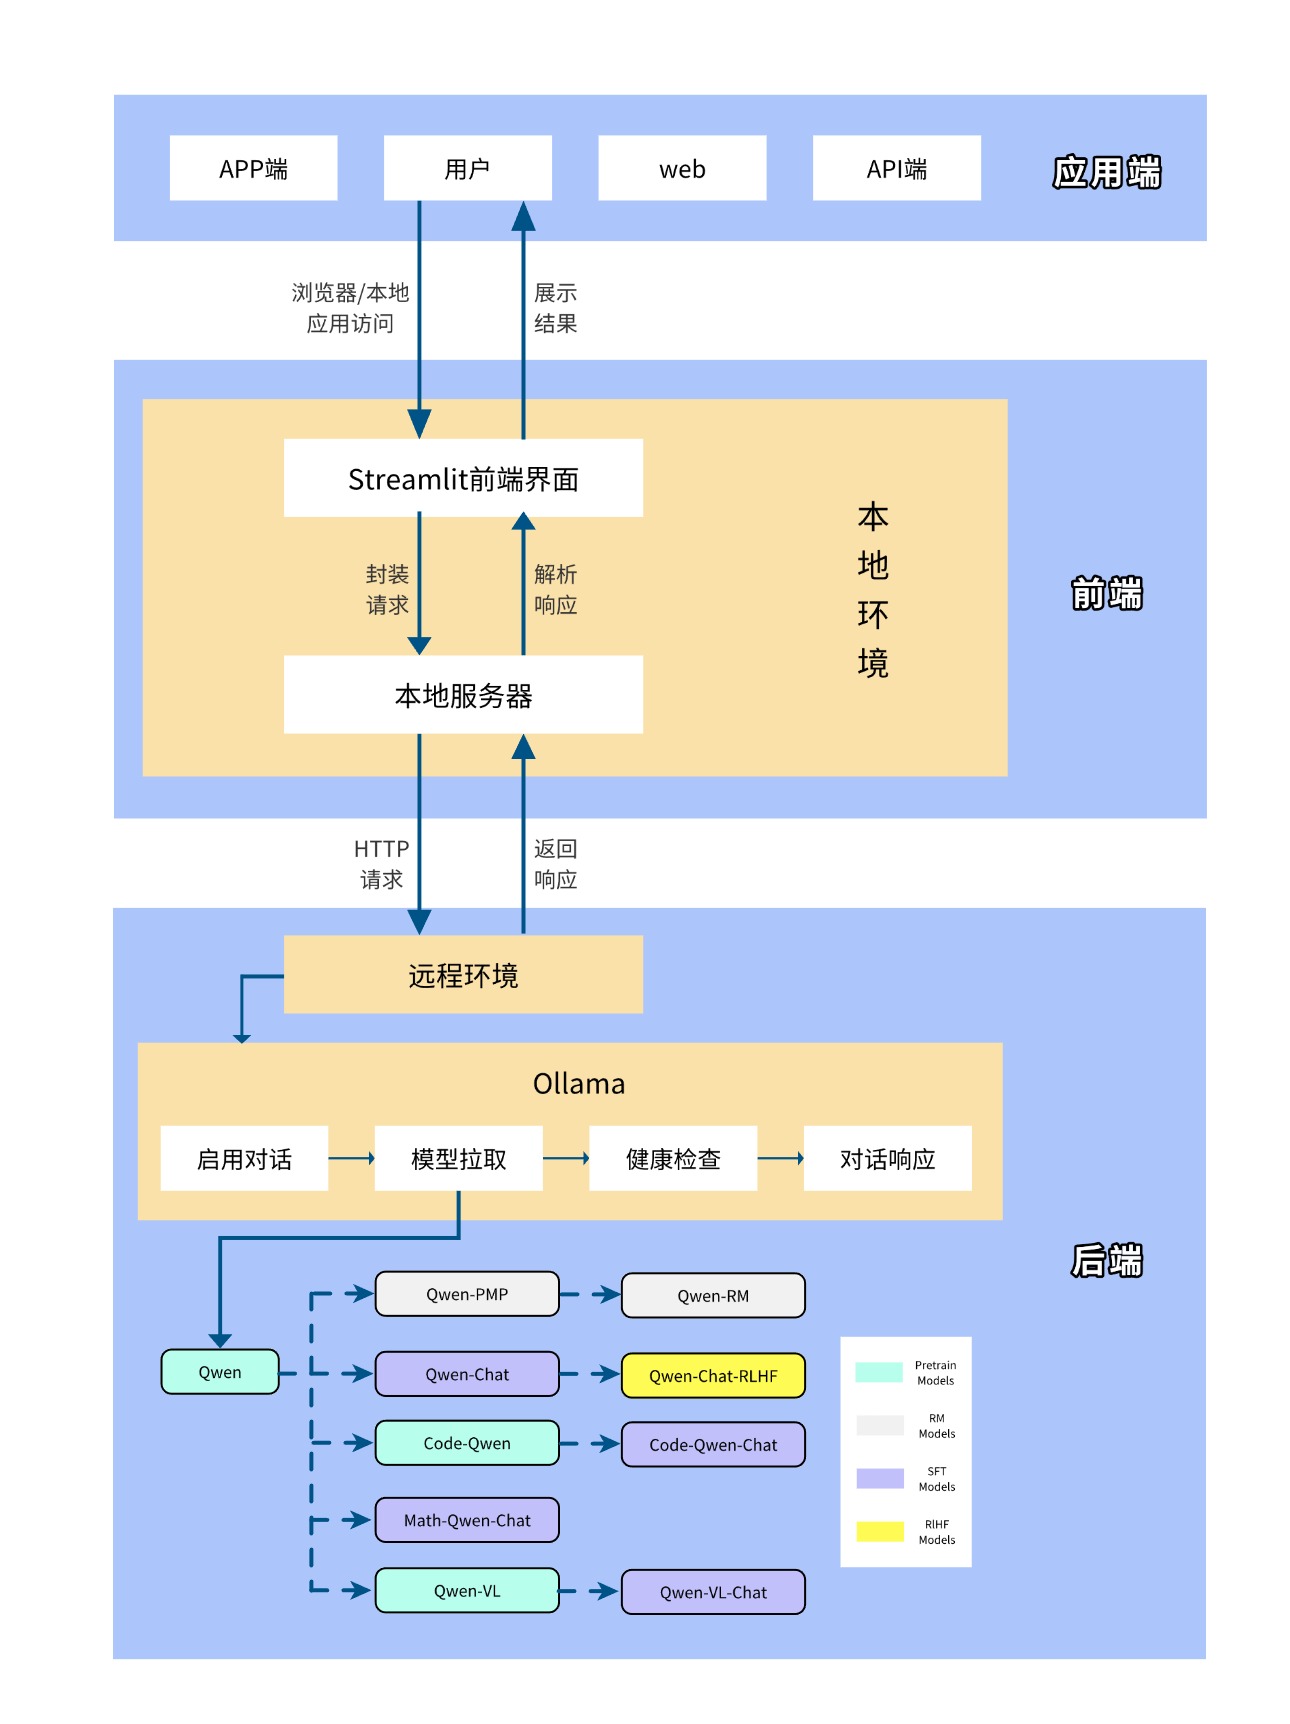 APP端
用户
web
API端
应用端
浏览器/本地
应用访问
展示
结果
Streamlit前端界面
封装
请求
解析
响应
本地服务器
本
地
环
境
前端
HTTP
请求
返回
响应
远程环境
Ollama
启用对话
模型拉取
健康检查
对话响应
后端
Qwen
Qwen-PMP
Qwen-RM
Qwen-Chat
Qwen-Chat-RLHF
Code-Qwen
Code-Qwen-Chat
Math-Qwen-Chat
Qwen-VL
Qwen-VL-Chat
Pretrain
Models
RM
Models
SFT
Models
RlHF
Models